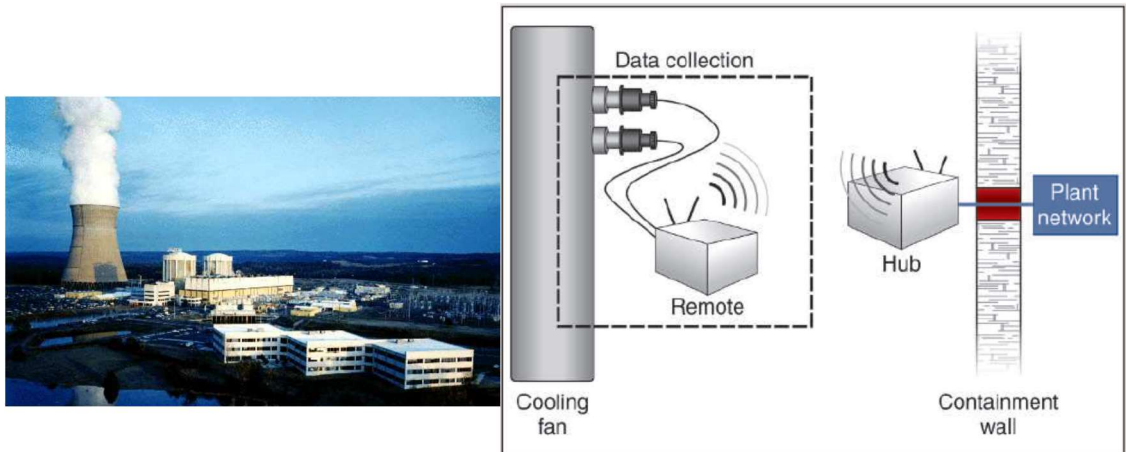 Data collection
Remote
Hub
Plant
network
Cooling
fan
Containment
wall